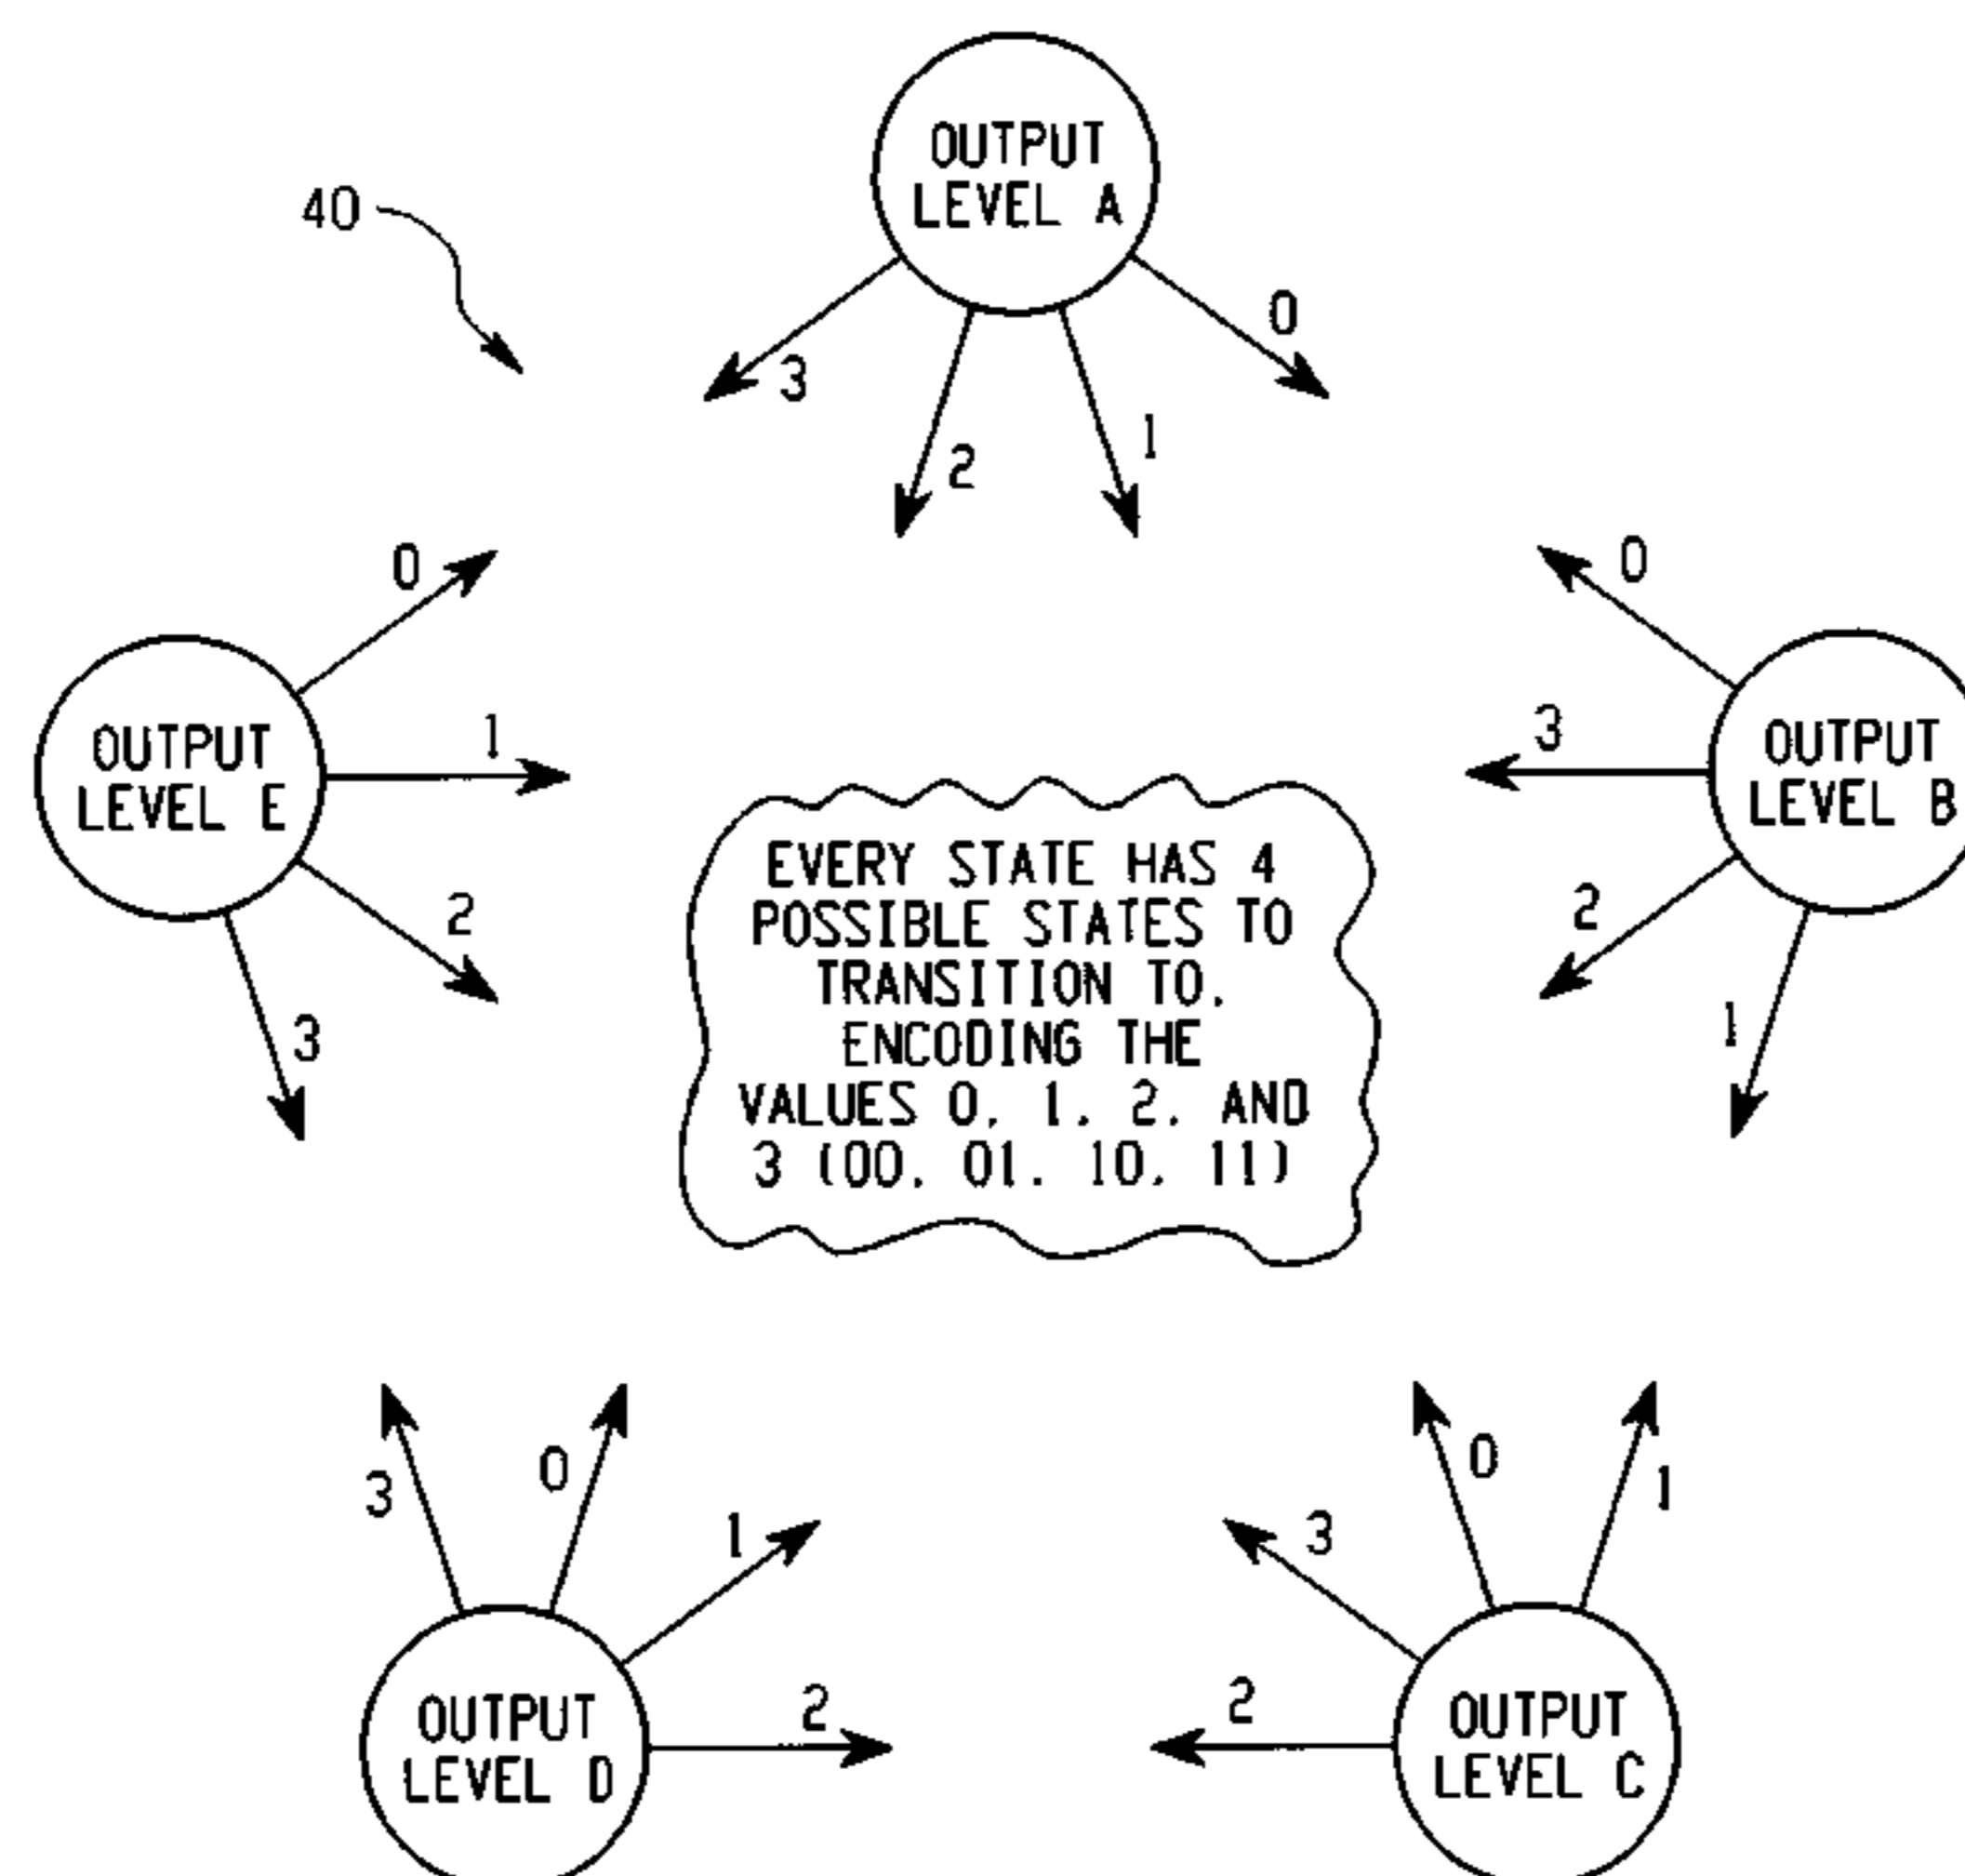 OUTPUT
LEVEL A
40
0
3
1
2
0
0
1
3
OUTPUT
LEVEL E
OUTPUT
LEVEL B
2
2
3
1
EVERY STATE HAS 4
POSSIBLE STATES TO
TRANSITION TO,
ENCODING THE
VALUES 0, 1, 2, AND
3 (00, 01, 10, 11)
3
0
1
2
0
1
3
2
OUTPUT
LEVEL D
OUTPUT
LEVEL C